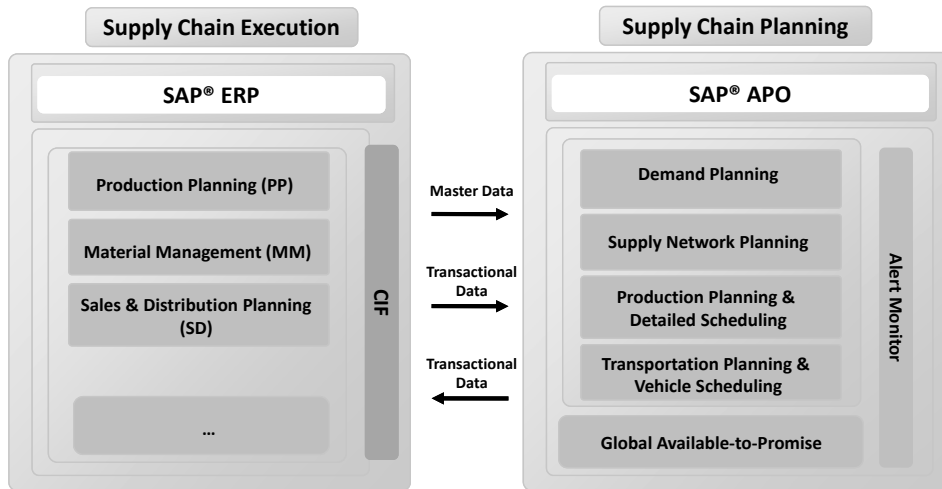 Supply Chain Execution
SAP® ERP
Production Planning (PP)
Material Management (MM)
Sales & Distribution Planning
(SD)
...
CIF
Master Data
Transactional
Data
Transactional
Data
Supply Chain Planning
SAP® APO
Demand Planning
Supply Network Planning
Production Planning &
Detailed Scheduling
Transportation Planning &
Vehicle Scheduling
Global Available-to-Promise
Alert Monitor